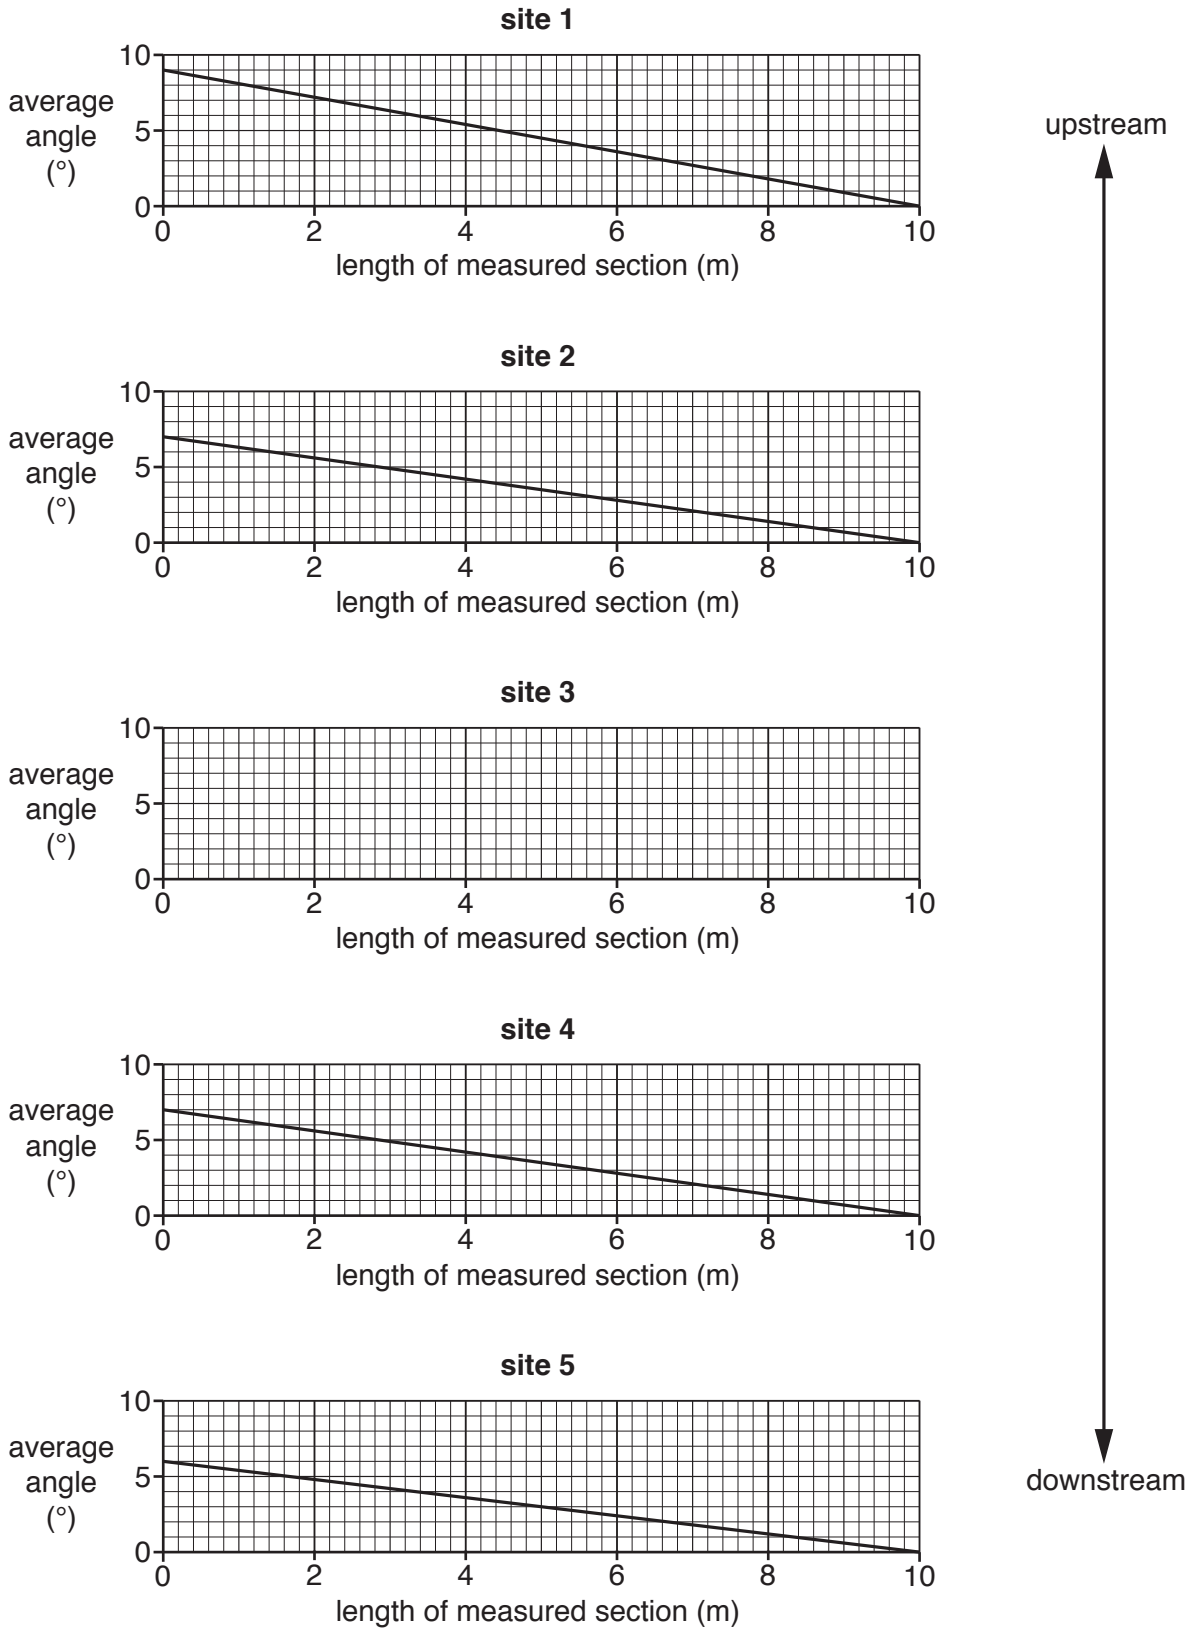 site 1
10
average
angle
(°)
5
0
0 2 4 6 8 10
length of measured section (m)
upstream
site 2
10
average
angle
(°)
5
0
0 2 4 6 8 10
length of measured section (m)
site 3
10
average
angle
(°)
5
0
0 2 4 6 8 10
length of measured section (m)
site 4
10
average
angle
(°)
5
0
0 2 4 6 8 10
length of measured section (m)
site 5
10
average
angle
(°)
5
0
0 2 4 6 8 10
length of measured section (m)
downstream